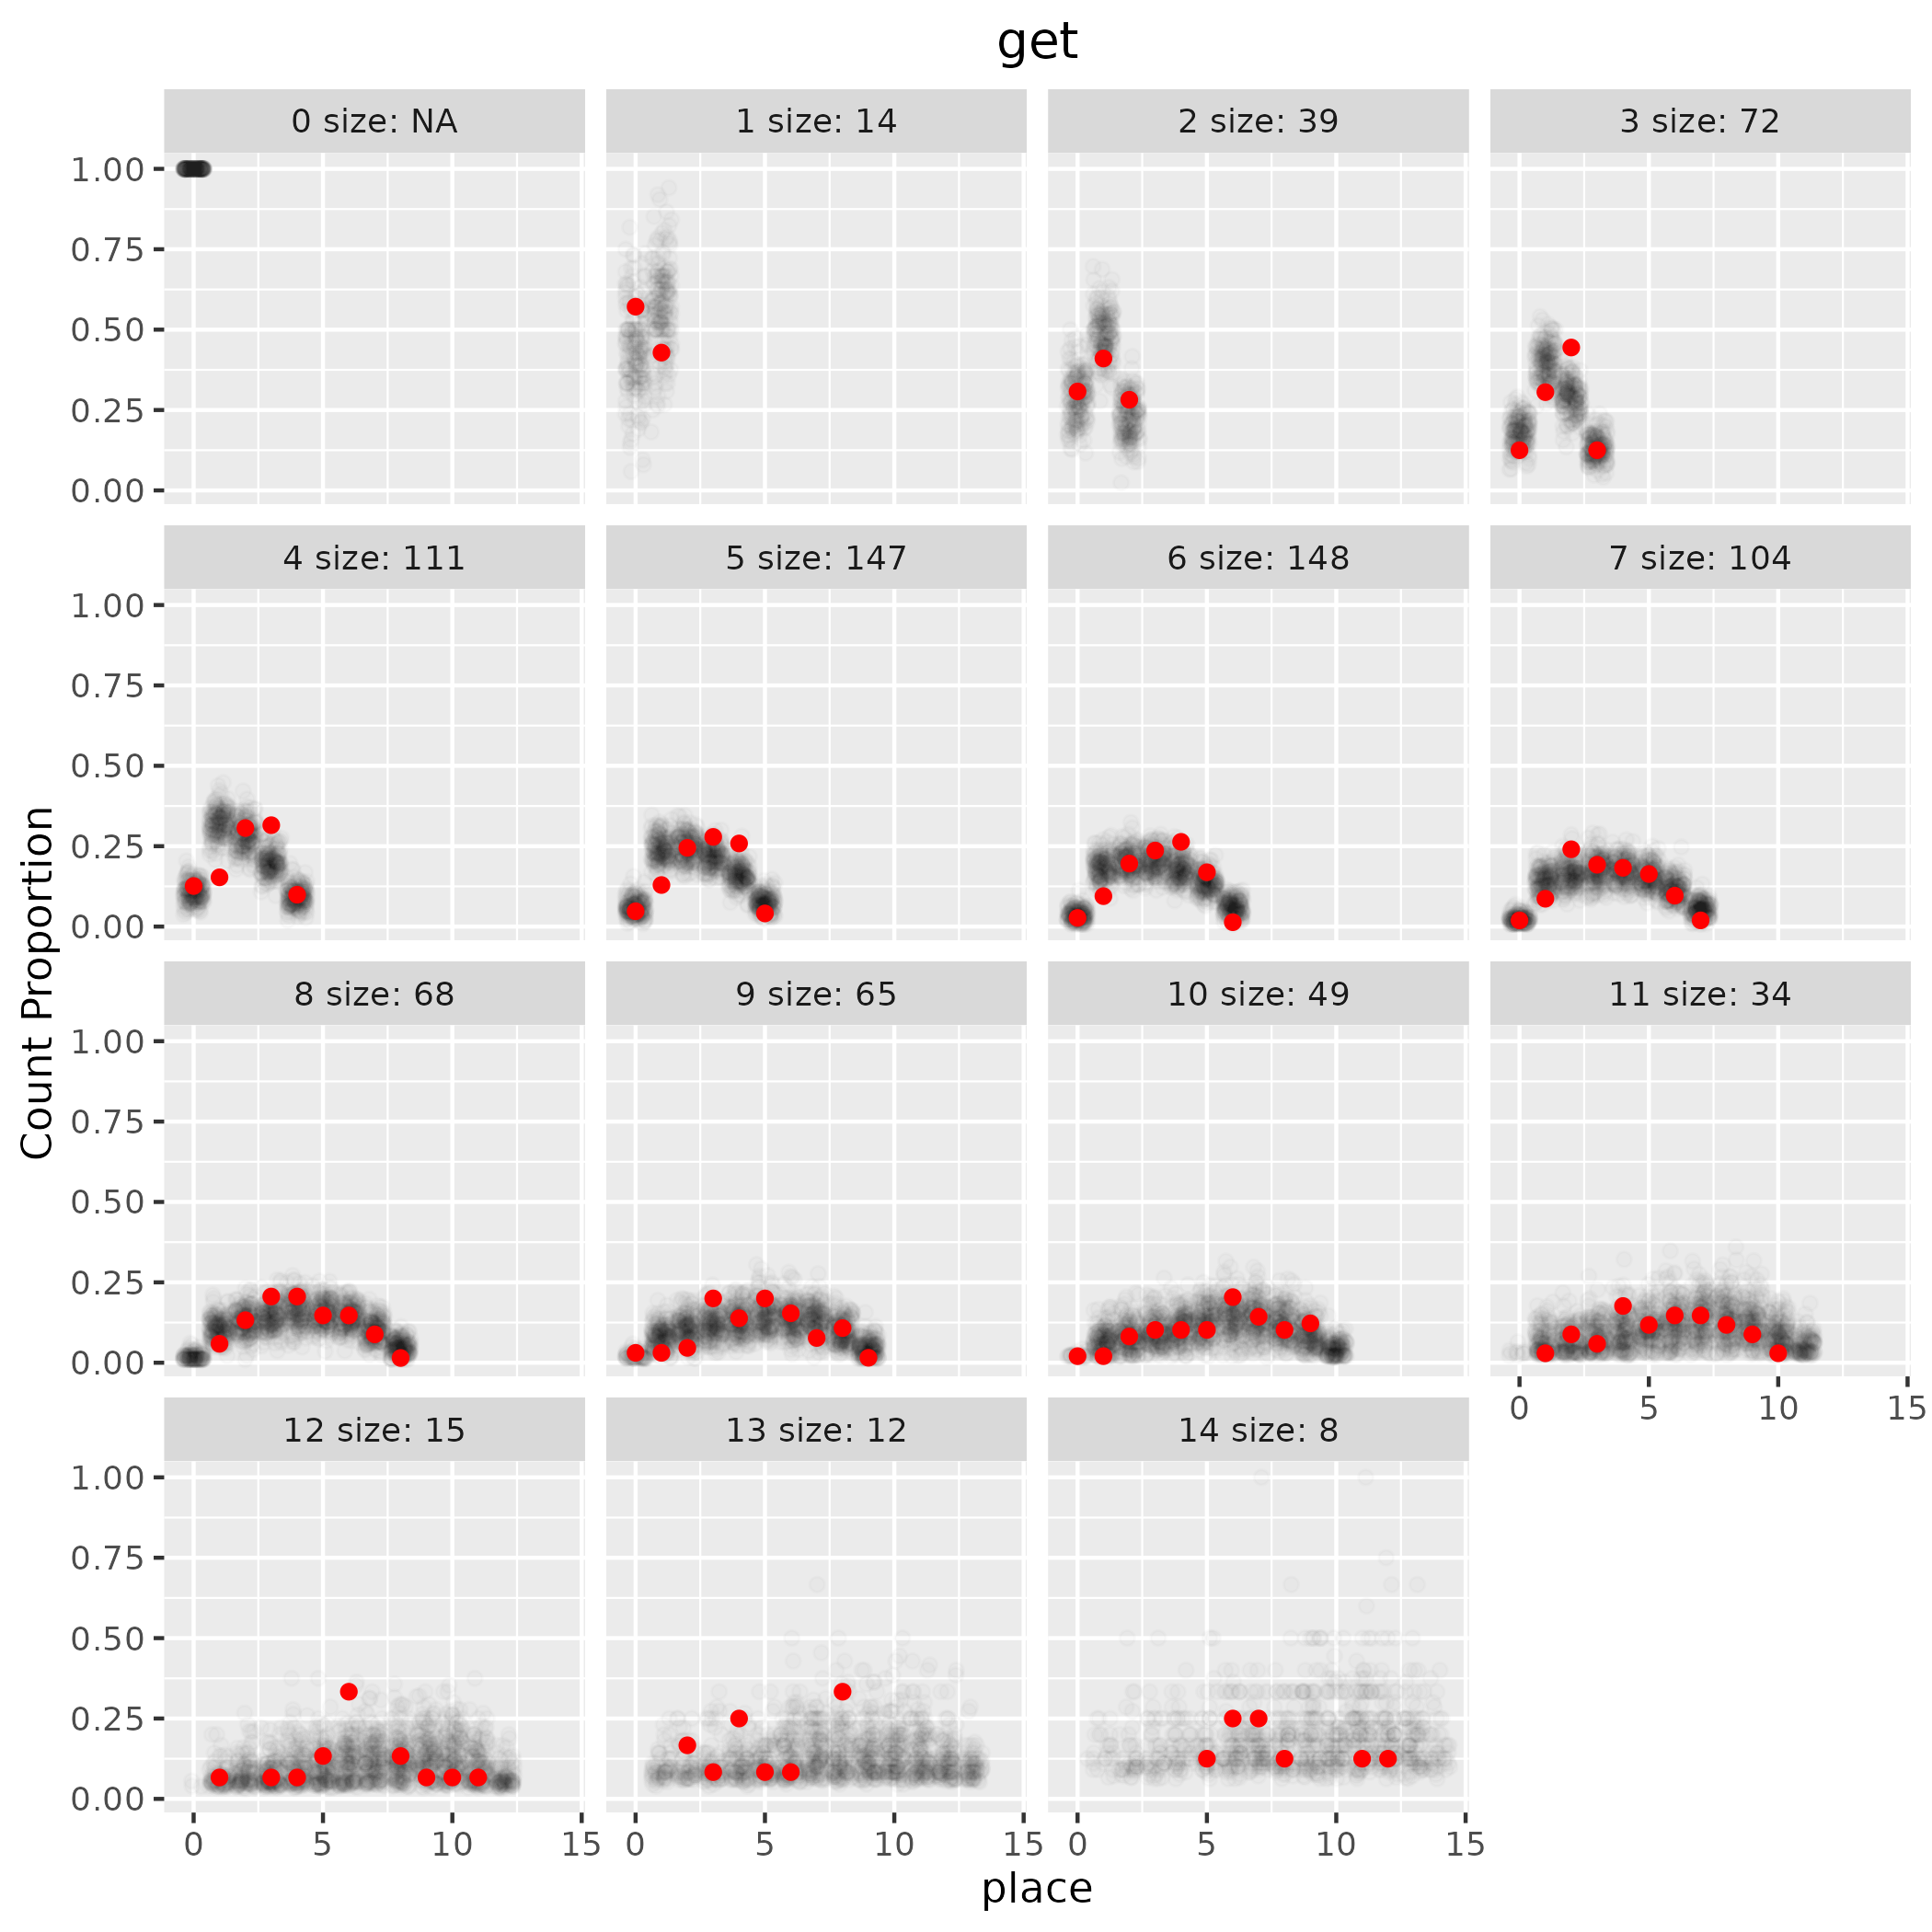 get
0 size: NA
1 size: 14
2 size: 39
3 size: 72
1.00
0.75
0.50
0.25
0.00
4 size: 111
5 size: 147
6 size: 148
7 size: 104
1.00
0.75
0.50
0.25
0.00
Count Proportion
8 size: 68
9 size: 65
10 size: 49
11 size: 34
1.00
0.75
0.50
0.25
0.00
0 5 10 15
12 size: 15
13 size: 12
14 size: 8
1.00
0.75
0.50
0.25
0.00
0 5 10 15
0 5 10 15
0 5 10 15
place